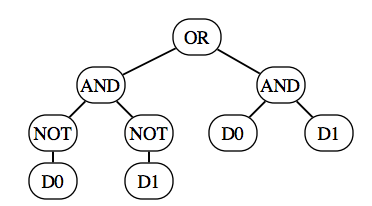 OR
AND AND
NOT NOT D0 D1
D0 D1